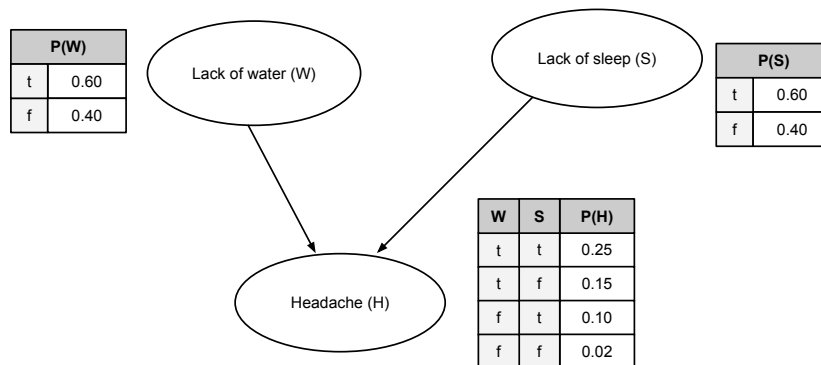 P(W)
t 0.60
f 0.40
Lack of water (W)
Lack of sleep (S)
P(S)
t 0.60
f 0.40
W S P(H)
t t 0.25
t f 0.15
f t 0.10
f f 0.02
Headache (H)